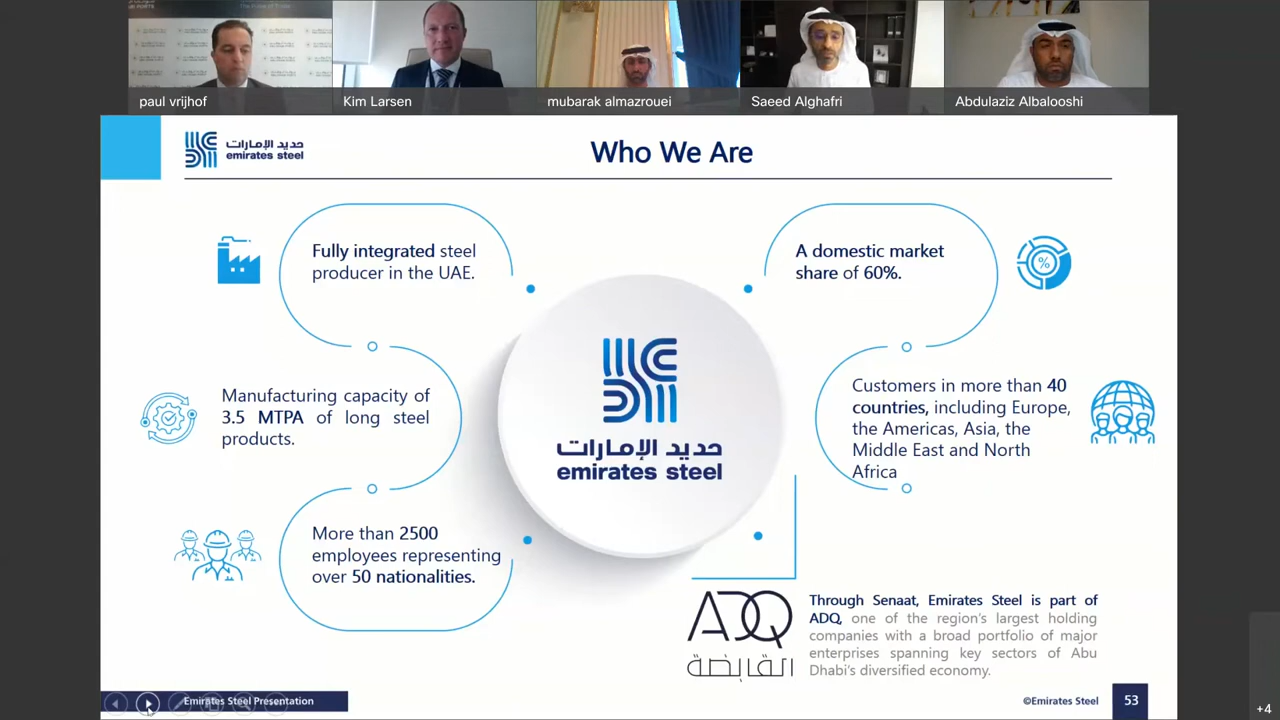 paul vrijhof
Kim Larsen
mubarak almazrouei
Saeed Alghafri
Abdulaziz Albalooshi
حديد الإمارات
emirates steel
Who We Are
Fully integrated steel
producer in the UAE.
Manufacturing capacity of
3.5 MTPA of long steel
products.
More than 2500
employees representing
over 50 nationalities.
حديد الإمارات
emirates steel
A domestic market
share of 60%.
%
Customers in more than 40
countries, including Europe,
the Americas, Asia, the
Middle East and North
Africa
ADQ
القابضة
Through Senaat, Emirates Steel is part of
ADQ, one of the region's largest holding
companies with a broad portfolio of major
enterprises spanning key sectors of Abu
Dhabi's diversified economy.
Emirates Steel Presentation
©Emirates Steel
53
+4